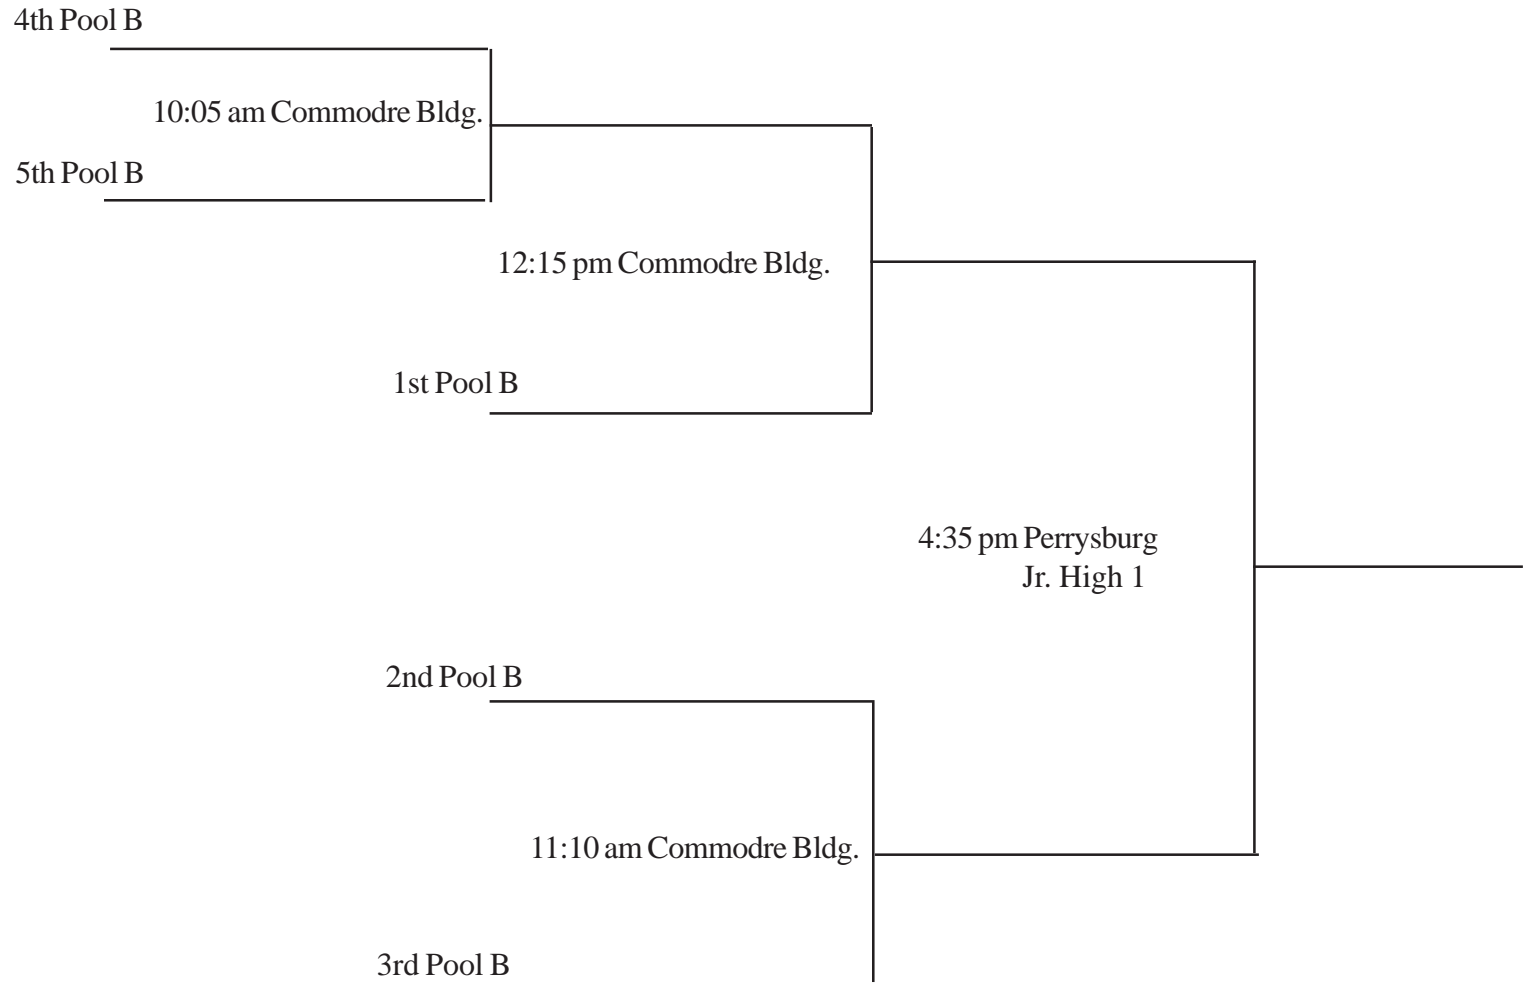 4th Pool B
10:05 am Commodre Bldg.
5th Pool B
12:15 pm Commodre Bldg.
1st Pool B
4:35 pm Perrysburg
Jr. High 1
2nd Pool B
11:10 am Commodre Bldg.
3rd Pool B